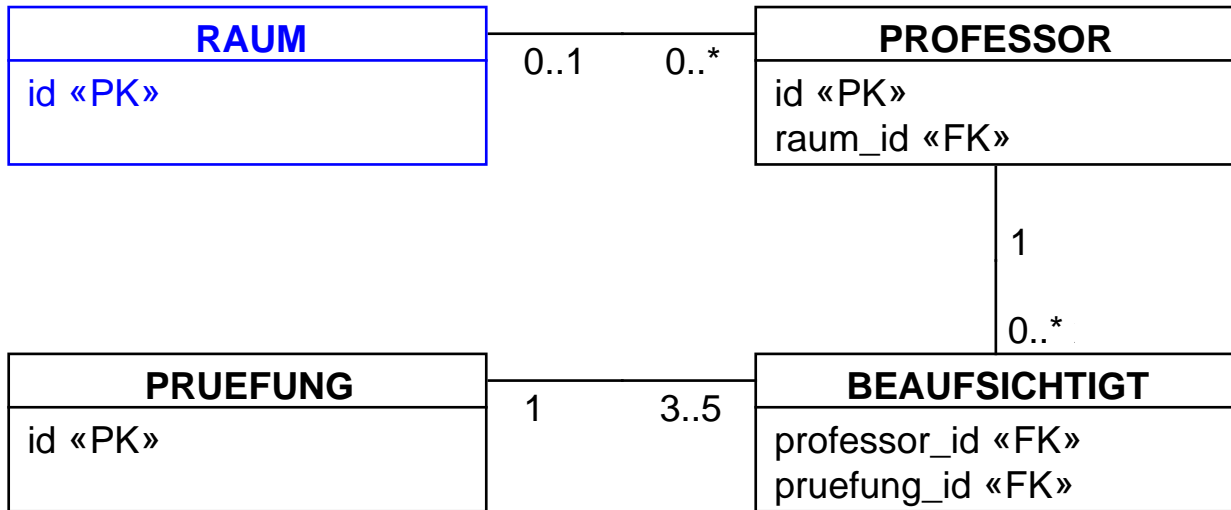 RAUM
id «PK»
0..1 0..*
PROFESSOR
id «PK»
raum_id «FK»
1
0..*
PRUEFUNG
id «PK»
1 3..5
BEAUFSICHTIGT
professor_id «FK»
pruefung_id «FK»